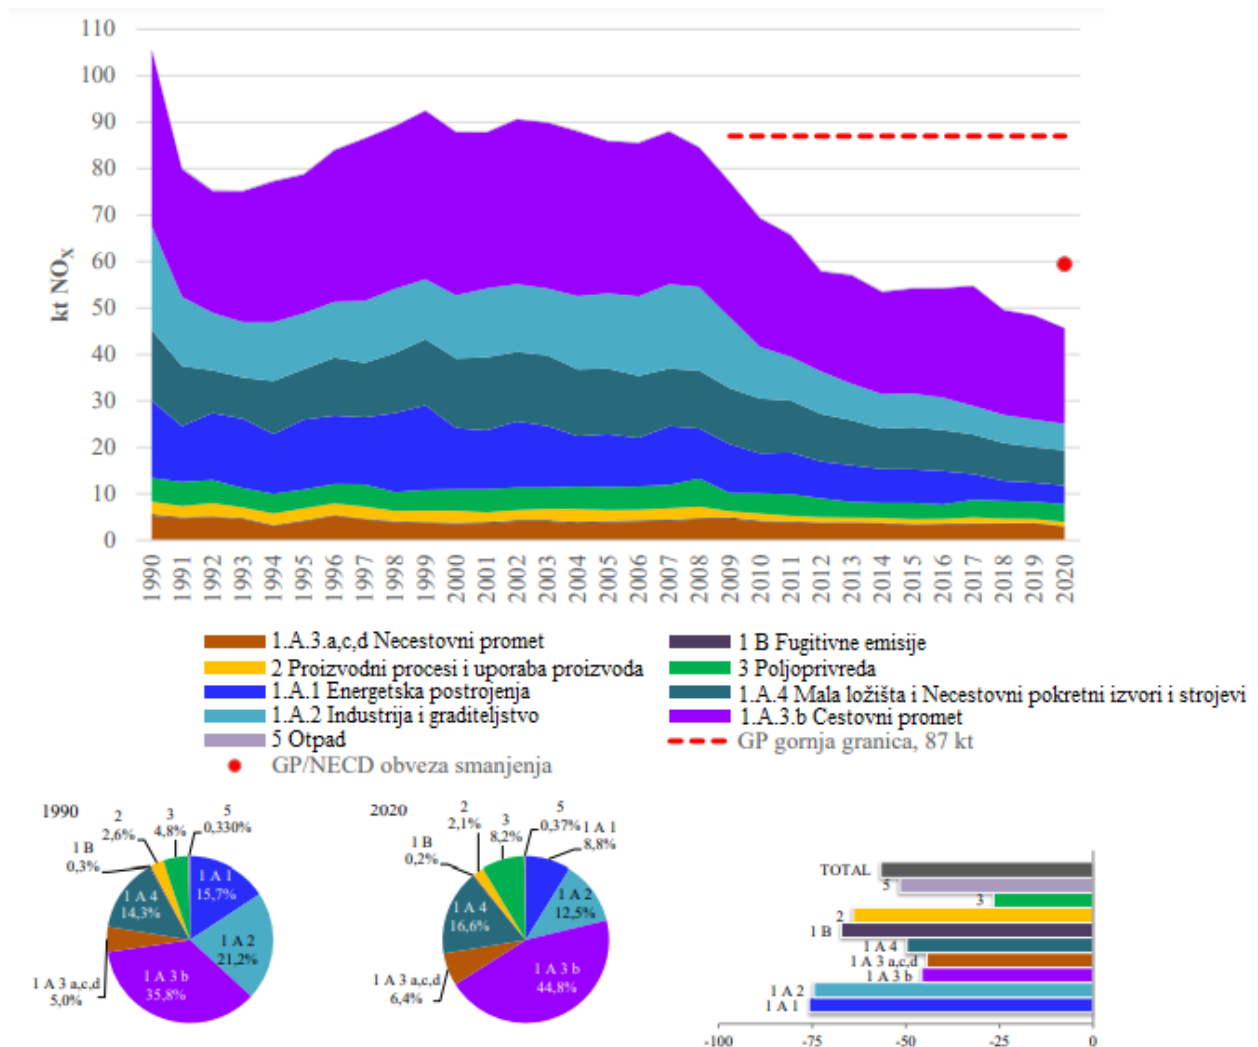 110
100
90
80
70
60
50
40
30
20
10
0
kt NOX
1990 1991 1992 1993 1994 1995 1996 1997 1998 1999 2000 2001 2002 2003 2004 2005 2006 2007 2008 2009 2010 2011 2012 2013 2014 2015 2016 2017 2018 2019 2020
1.A.3.a,c,d Necestovni promet
1 B Fugitivne emisije
2 Proizvodni procesi i uporaba proizvoda
3 Poljoprivreda
1.A.1 Energetska postrojenja
1.A.4 Mala ložišta i Necestovni pokretni izvori i strojevi
1.A.2 Industrija i graditeljstvo
1.A.3.b Cestovni promet
5 Otpad
GP gornja granica, 87 kt
GP/NECD obveza smanjenja
1990
2
2,6%
3
4,8%
5
0,330%
1 B
0,3%
1 A 1
15,7%
1 A 4
14,3%
1 A 2
21,2%
1 A 3 a,c,d
5,0%
1 A 3 b
35,8%
2020
2
2,1%
3
8,2%
5
0,37%
1 A 1
8,8%
1 B
0,2%
1 A 2
12,5%
1 A 4
16,6%
1 A 3 a,c,d
6,4%
1 A 3 b
44,8%
TOTAL
5
3
2
1 B
1 A 4
1 A 3 a,c,d
1 A 3 b
1 A 2
1 A 1
-100 -75 -50 -25 0